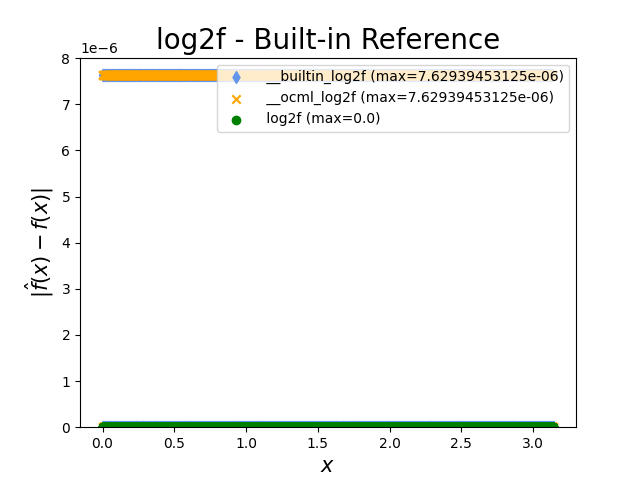 log2f - Built-in Reference
1e−6
8
7
6
5
4
3
2
1
0
|f̂(x) − f(x)|
__builtin_log2f (max=7.62939453125e-06)
__ocml_log2f (max=7.62939453125e-06)
log2f (max=0.0)
0.0 0.5 1.0 1.5 2.0 2.5 3.0
x